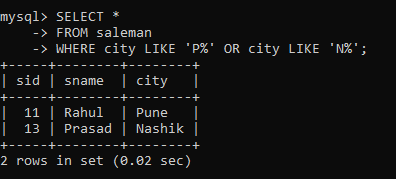 mysql> SELECT *
    -> FROM saleman
    -> WHERE city LIKE 'P%' OR city LIKE 'N%';
+-----+--------+--------+
| sid | sname  | city   |
+-----+--------+--------+
|  11 | Rahul  | Pune   |
|  13 | Prasad | Nashik |
+-----+--------+--------+
2 rows in set (0.02 sec)